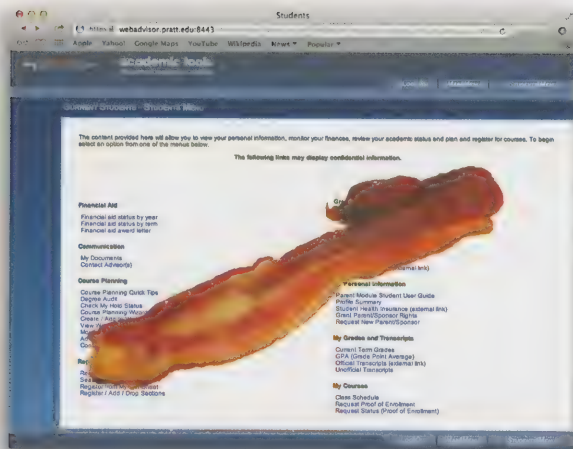 Students
webadvisor.pratt.edu:8443
Apple Yahoo! Google Maps YouTube Wikipedia News Popular
academic tools
CURRENT STUDENTS - STUDENTS MENU
The content provided here will allow you to view your personal information, monitor your finances, review your academic status and plan and register for courses. To begin
select an option from one of the menus below.
The following links may display confidential information.
Financial Aid
Financial aid status by year
Financial aid status by term
Financial aid award letter
Communication
My Documents
Contact Advisor(s)
Course Planning
Course Planning Quick Tips
Degree Audit
Check My Hold Status
Course Planning
Create / Add
View
Register / Add / Drop Sections
(external link)
Personal Information
Parent Module Student User Guide
Profile Summary
Student Health Insurance (external link)
Grant Parent/Sponsor Rights
Request New Parent/Sponsor
My Grades and Transcripts
Current Term Grades
GPA (Grade Point Average)
Official Transcripts (external link)
Unofficial Transcripts
My Courses
Class Schedule
Request Proof of Enrollment
Request Status (Proof of Enrollment)